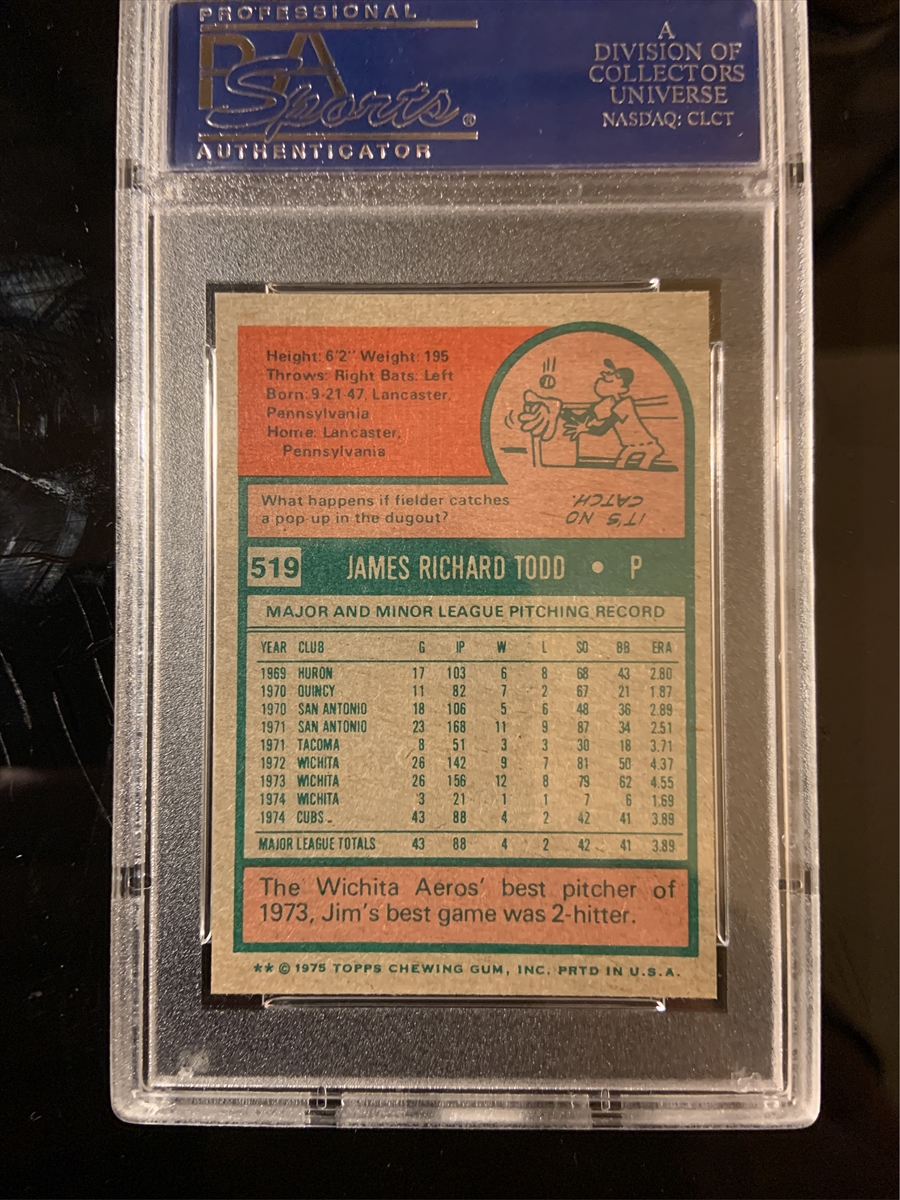 PROFESSIONAL
PSA
Sports®
AUTHENTICATOR
A
DIVISION OF
COLLECTORS
UNIVERSE
NASDAQ: CLCT
Height: 6'2" Weight: 195
Throws: Right Bats: Left
Born: 9-21-47, Lancaster,
Pennsylvania
Home: Lancaster,
Pennsylvania
What happens if fielder catches
a pop-up in the dugout?
IT'S NO
CATCH.
519 JAMES RICHARD TODD • P
MAJOR AND MINOR LEAGUE PITCHING RECORD
YEAR CLUB G IP W L SO BB ERA
1969 HURON 17 103 6 8 68 43 2.80
1970 QUINCY 11 82 7 2 67 21 1.87
1970 SAN ANTONIO 18 106 5 6 48 36 2.89
1971 SAN ANTONIO 23 168 11 9 87 34 2.51
1971 TACOMA 8 51 3 3 30 18 3.71
1972 WICHITA 26 142 9 7 81 50 4.37
1973 WICHITA 26 156 12 8 79 62 4.55
1974 WICHITA 3 21 1 1 7 6 1.69
1974 CUBS 43 88 4 2 42 41 3.89
MAJOR LEAGUE TOTALS 43 88 4 2 42 41 3.89
The Wichita Aeros' best pitcher of
1973, Jim's best game was 2-hitter.
** © 1975 TOPPS CHEWING GUM, INC. PRTD IN U.S.A.